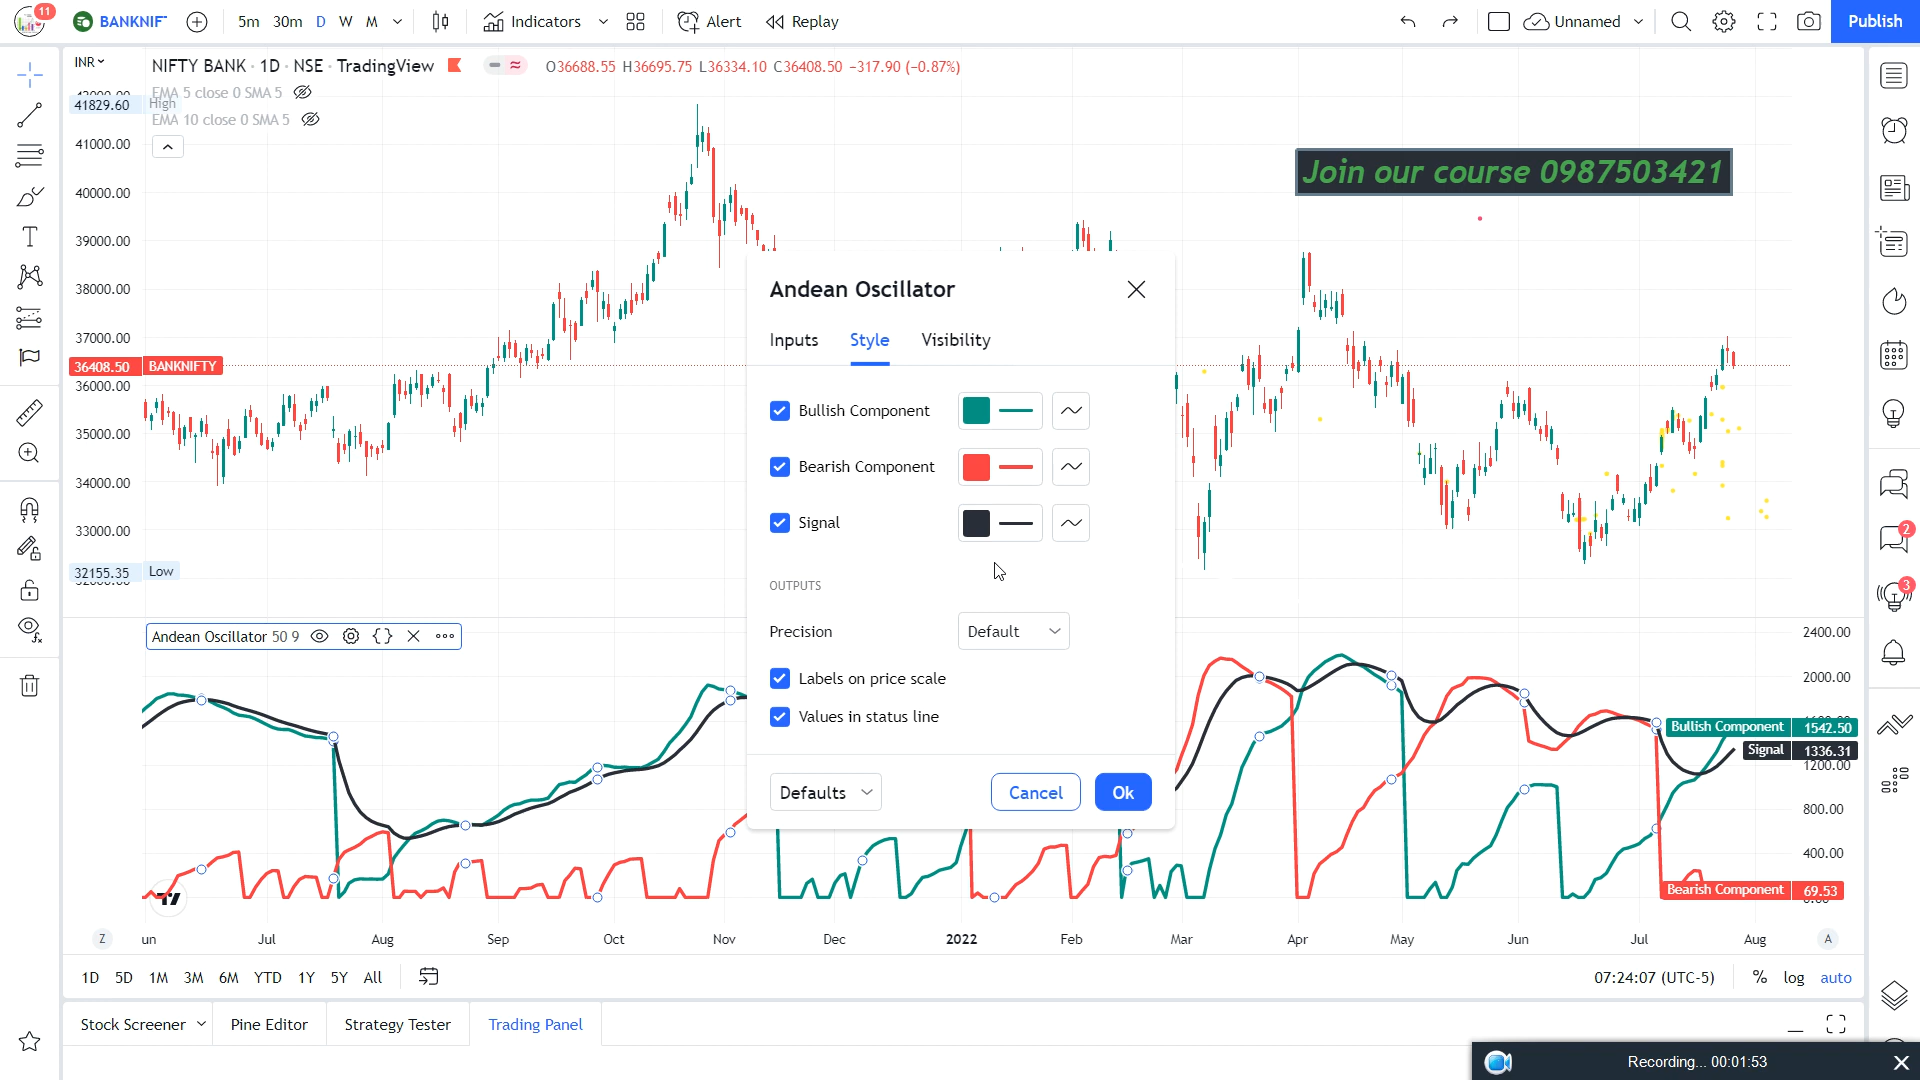 11
BANKNIF
5m 30m D W M
Indicators
Alert
Replay
Unnamed
Publish
INR
NIFTY BANK · 1D · NSE · TradingView
O36688.55 H36695.75 L36334.10 C36408.50 −317.90 (−0.87%)
EMA 5 close 0 SMA 5
EMA 10 close 0 SMA 5
41829.60 High
41000.00
40000.00
39000.00
38000.00
37000.00
36408.50 BANKNIFTY
36000.00
35000.00
34000.00
33000.00
32155.35 Low
Join our course 0987503421
Andean Oscillator
Inputs Style Visibility
Bullish Component
Bearish Component
Signal
OUTPUTS
Precision Default
Labels on price scale
Values in status line
Defaults Cancel Ok
Andean Oscillator 50 9
2400.00
2000.00
Bullish Component 1542.50
Signal 1336.31
1200.00
800.00
400.00
Bearish Component 69.53
Z
un Jul Aug Sep Oct Nov Dec 2022 Feb Mar Apr May Jun Jul Aug
A
1D 5D 1M 3M 6M YTD 1Y 5Y All
07:24:07 (UTC-5) % log auto
Stock Screener Pine Editor Strategy Tester Trading Panel
2
3
Recording... 00:01:53